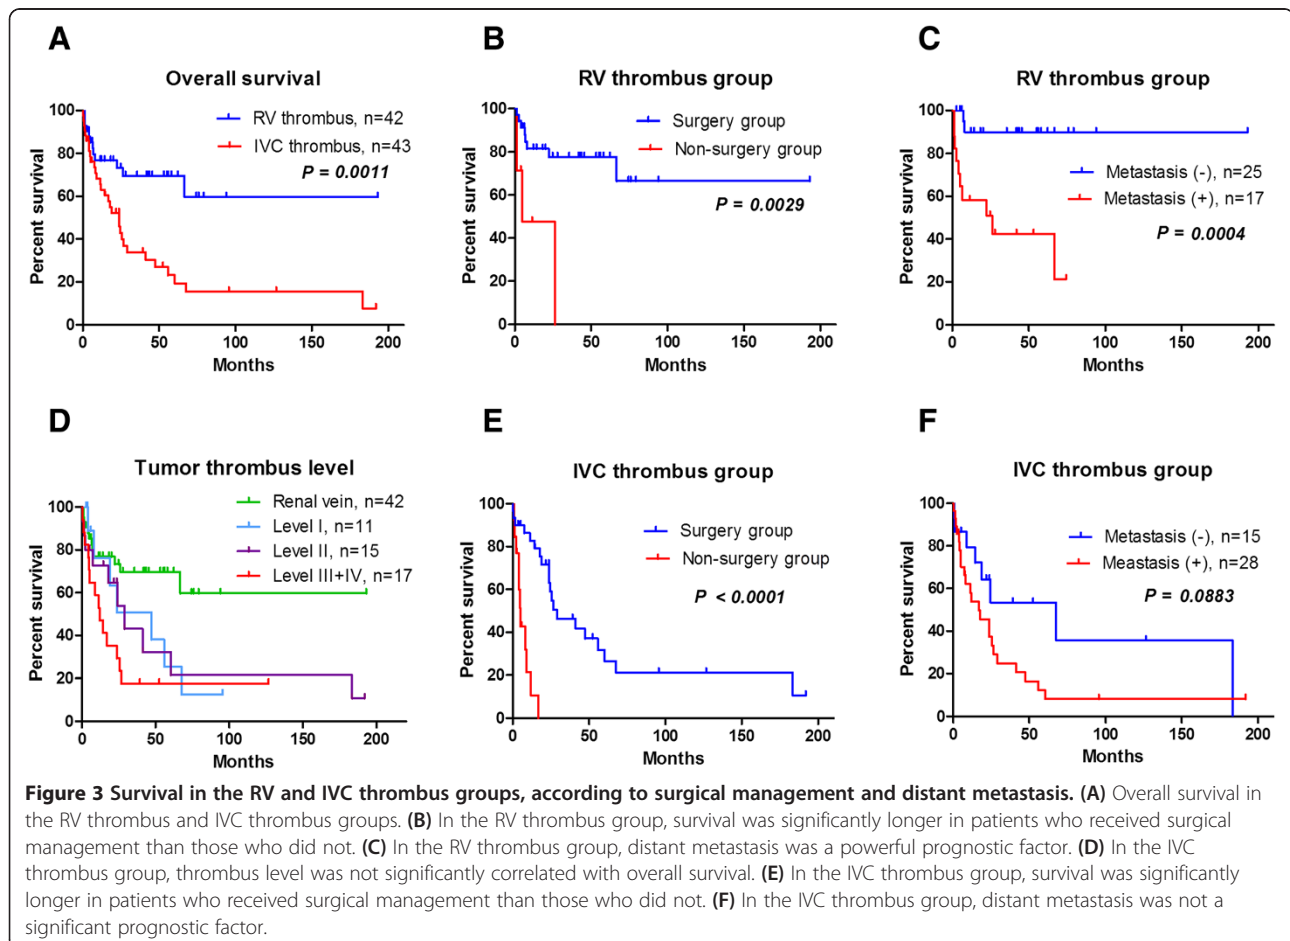 A
Overall survival
RV thrombus, n=42
IVC thrombus, n=43
P = 0.0011
Percent survival
100
80
60
40
20
0
0 50 100 150 200
Months
B
RV thrombus group
Surgery group
Non-surgery group
P = 0.0029
Percent survival
100
80
60
40
20
0
0 50 100 150 200
Months
C
RV thrombus group
Metastasis (-), n=25
Metastasis (+), n=17
P = 0.0004
Percent survival
100
80
60
40
20
0
0 50 100 150 200
Months
D
Tumor thrombus level
Renal vein, n=42
Level I, n=11
Level II, n=15
Level III+IV, n=17
Percent survival
100
80
60
40
20
0
0 50 100 150 200
Months
E
IVC thrombus group
Surgery group
Non-surgery group
P < 0.0001
Percent survival
100
80
60
40
20
0
0 50 100 150 200
Months
F
IVC thrombus group
Metastasis (-), n=15
Meastasis (+), n=28
P = 0.0883
Percent survival
100
80
60
40
20
0
0 50 100 150 200
Months
Figure 3 Survival in the RV and IVC thrombus groups, according to surgical management and distant metastasis. (A) Overall survival in
the RV thrombus and IVC thrombus groups. (B) In the RV thrombus group, survival was significantly longer in patients who received surgical
management than those who did not. (C) In the RV thrombus group, distant metastasis was a powerful prognostic factor. (D) In the IVC
thrombus group, thrombus level was not significantly correlated with overall survival. (E) In the IVC thrombus group, survival was significantly
longer in patients who received surgical management than those who did not. (F) In the IVC thrombus group, distant metastasis was not a
significant prognostic factor.